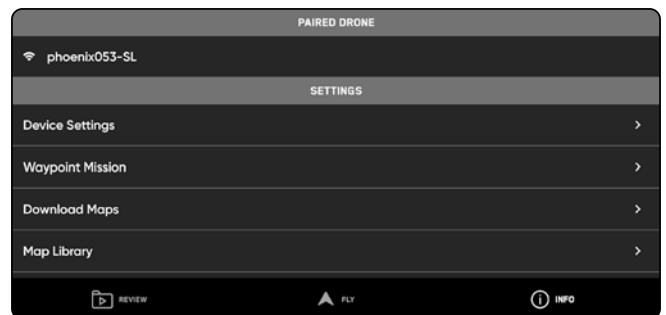 PAIRED DRONE
phoenix053-SL
SETTINGS
Device Settings
Waypoint Mission
Download Maps
Map Library
REVIEW FLY INFO